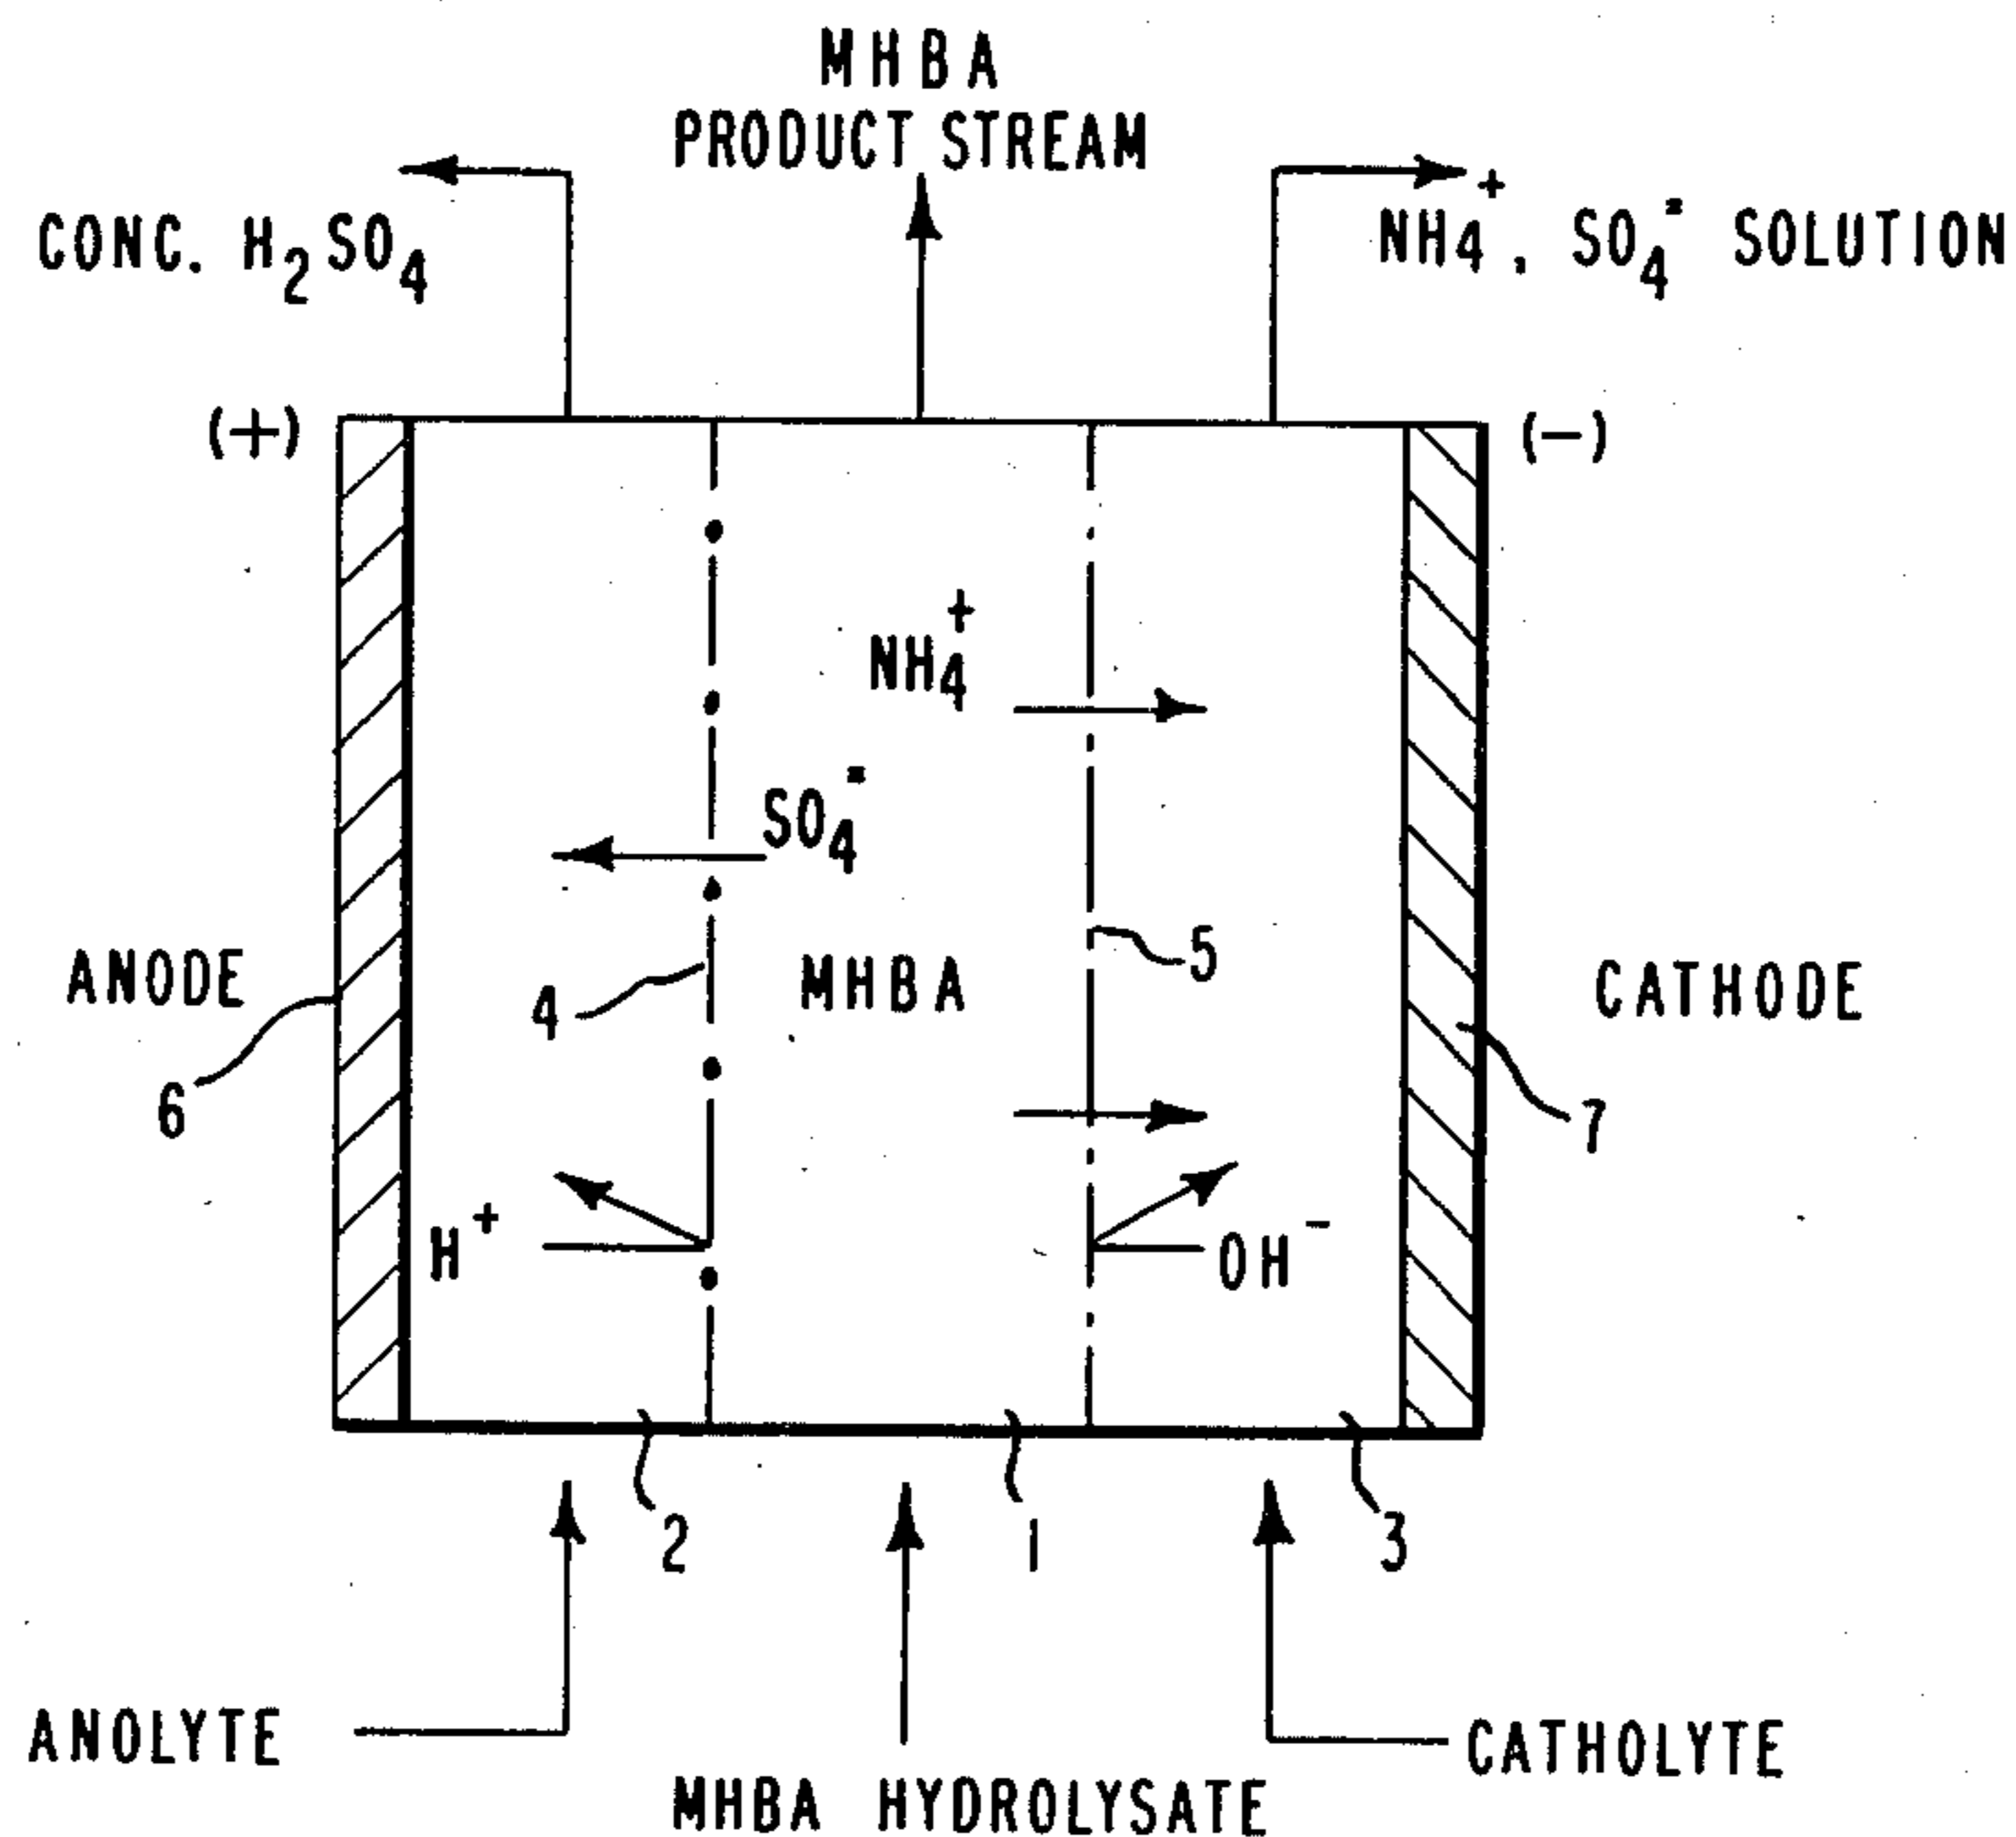 MHBA
PRODUCT STREAM
CONC. H2SO4
NH4+, SO4= SOLUTION
(+)
(−)
NH4+
SO4=
ANODE
4
MHBA
5
CATHODE
6
7
H+
OH−
2
1
3
ANOLYTE
CATHOLYTE
MHBA HYDROLYSATE